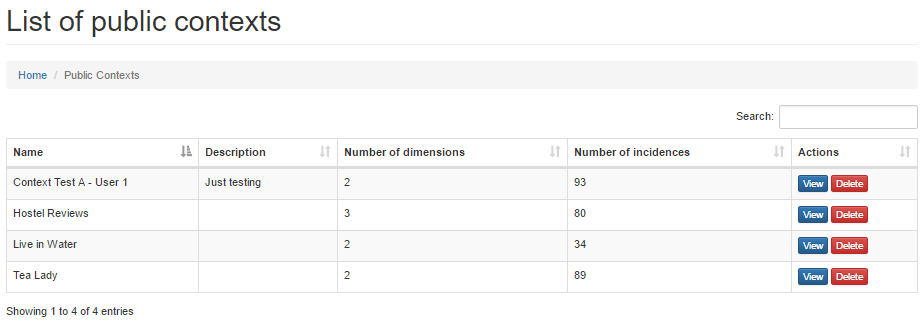 List of public contexts
Home / Public Contexts
Search:
Name Description Number of dimensions Number of incidences Actions
Context Test A - User 1 Just testing 2 93 View Delete
Hostel Reviews 3 80 View Delete
Live in Water 2 34 View Delete
Tea Lady 2 89 View Delete
Showing 1 to 4 of 4 entries